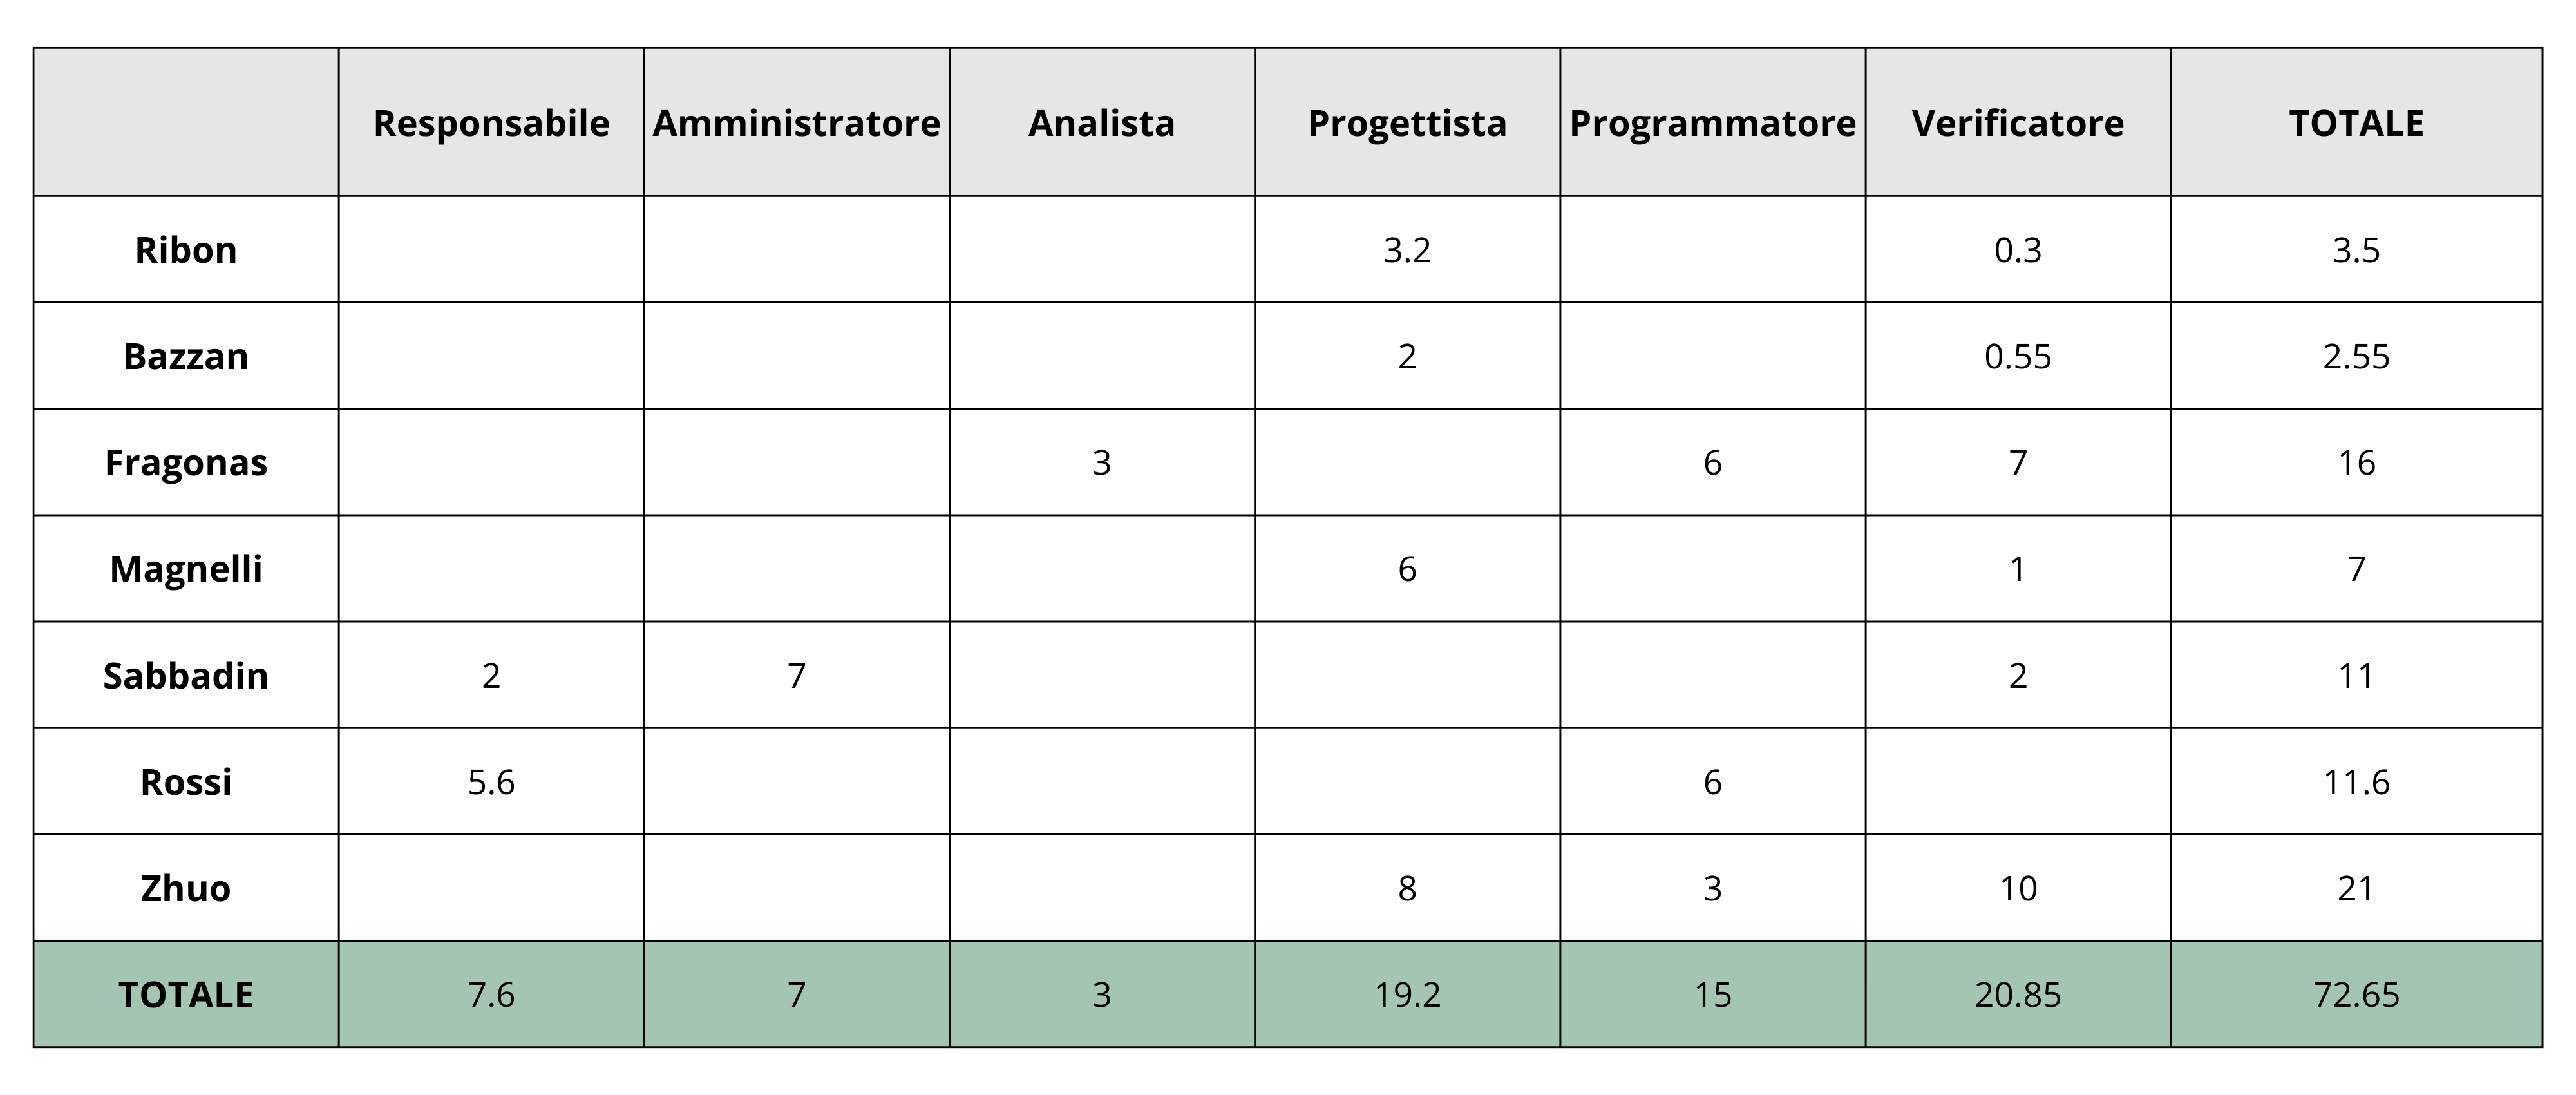 Responsabile Amministratore Analista Progettista Programmatore Verificatore TOTALE
Ribon 3.2 0.3 3.5
Bazzan 2 0.55 2.55
Fragonas 3 6 7 16
Magnelli 6 1 7
Sabbadin 2 7 2 11
Rossi 5.6 6 11.6
Zhuo 8 3 10 21
TOTALE 7.6 7 3 19.2 15 20.85 72.65